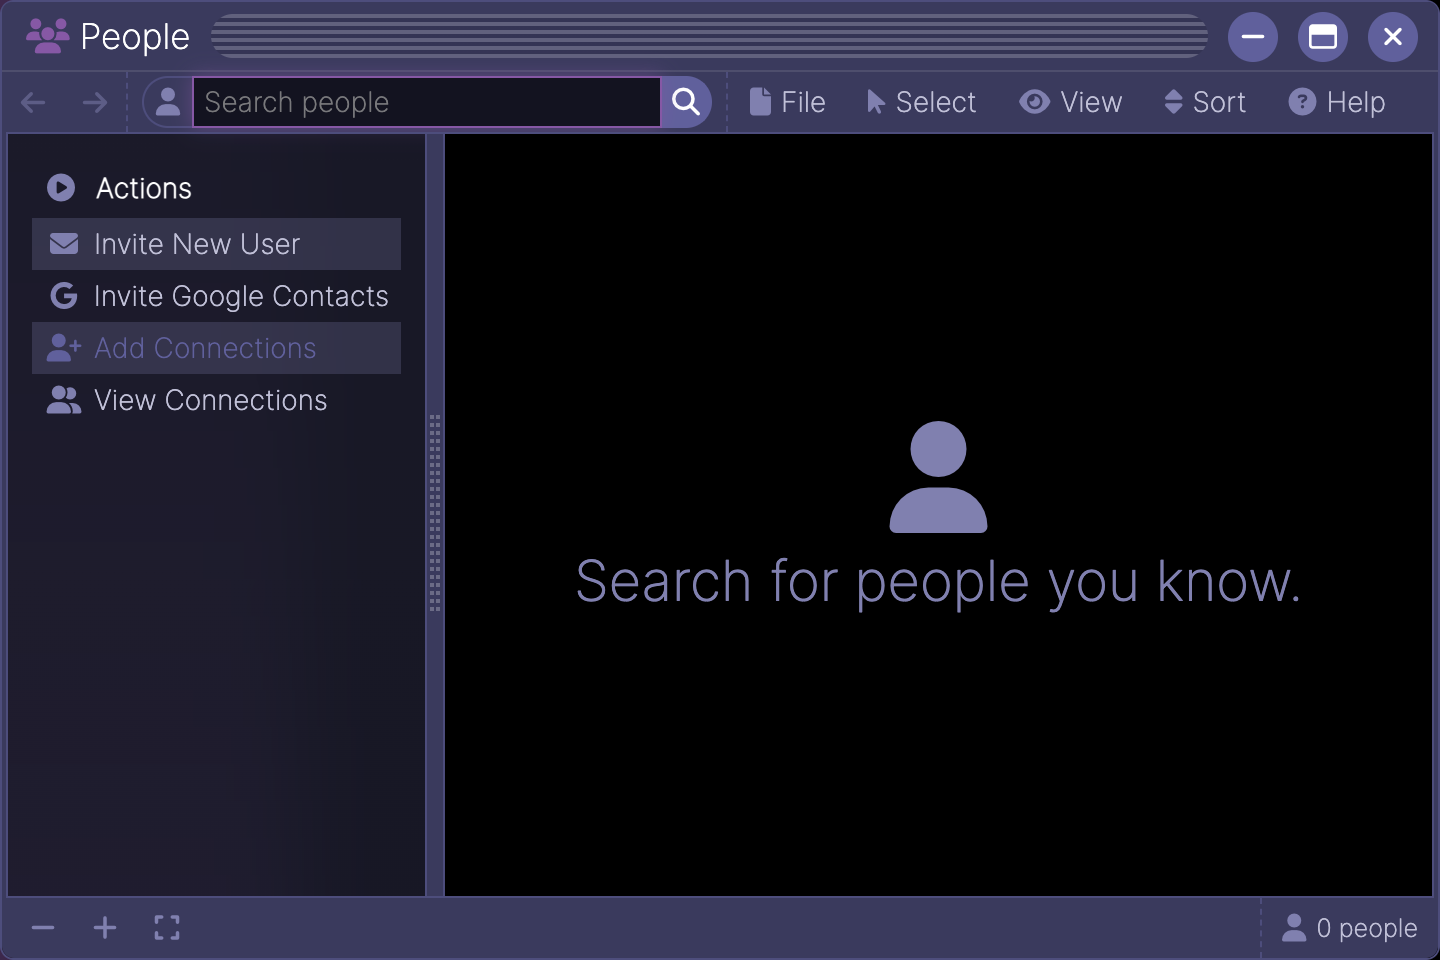 People
Search people
File Select View Sort Help
Actions
Invite New User
Invite Google Contacts
Add Connections
View Connections
Search for people you know.
0 people